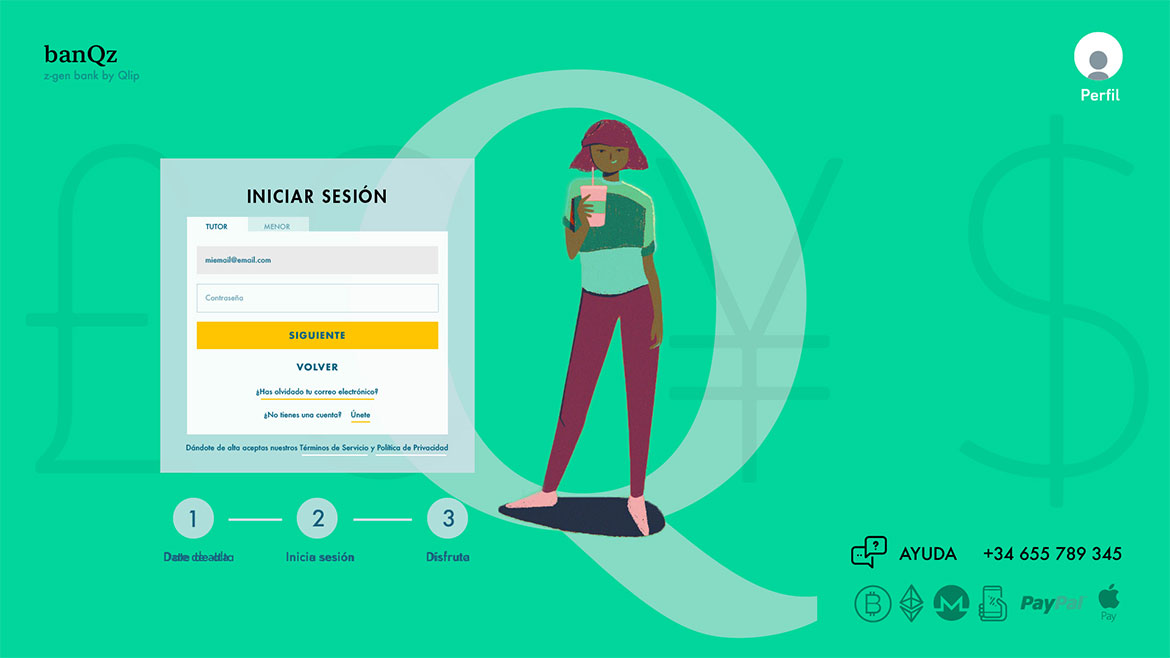 banQz
z-gen bank by Qlip
Perfil
INICIAR SESIÓN
TUTOR MENOR
miemail@email.com
Contraseña
SIGUIENTE
VOLVER
¿Has olvidado tu correo electrónico?
¿No tienes una cuenta? Únete
Dándote de alta aceptas nuestros Términos de Servicio y Política de Privacidad
1 2 3
Date de alta Inicia sesión Disfruta
£ Q ¥ $
?
AYUDA +34 655 789 345
PayPal
Pay